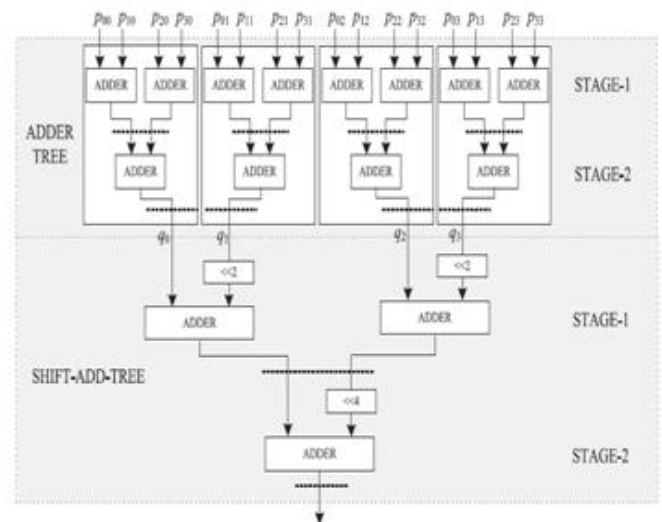 p00 p10 p20 p30 p01 p11 p21 p31 p02 p12 p22 p32 p03 p13 p23 p33
ADDER ADDER ADDER ADDER ADDER ADDER ADDER ADDER STAGE-1
ADDER
TREE
ADDER ADDER ADDER ADDER STAGE-2
q0 q1 q2 q3
<<2 <<2
ADDER ADDER STAGE-1
SHIFT-ADD-TREE
<<4
ADDER STAGE-2